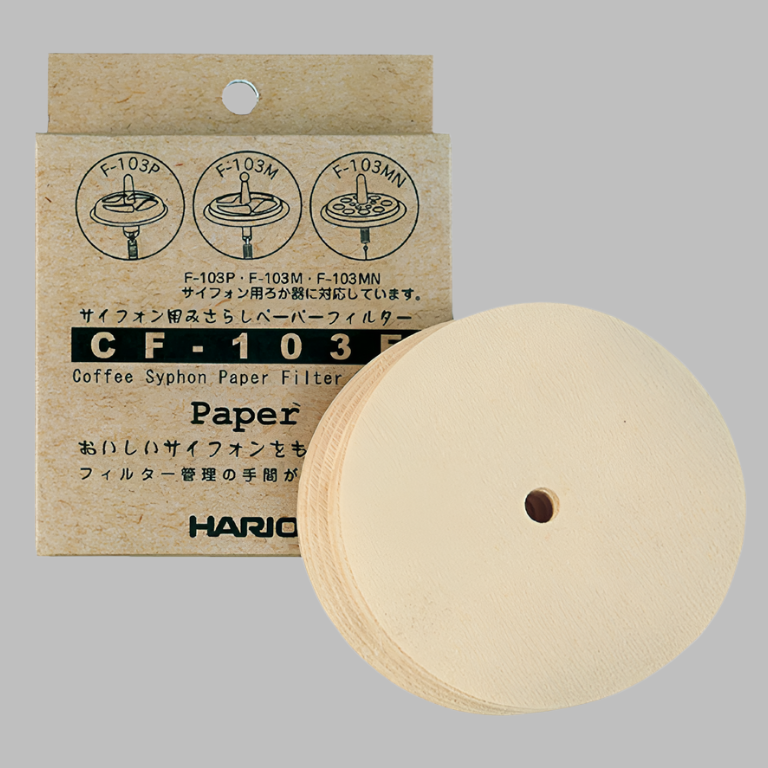 F-103P
F-103M
F-103MN
F-103P・F-103M・F-103MN
サイフォン用ろか器に対応しています。
サイフォン用みさらしペーパーフィルター
CF-103E
Coffee Syphon Paper Filter
Paper
おいしいサイフォンをも
フィルター管理の手間が
HARIO